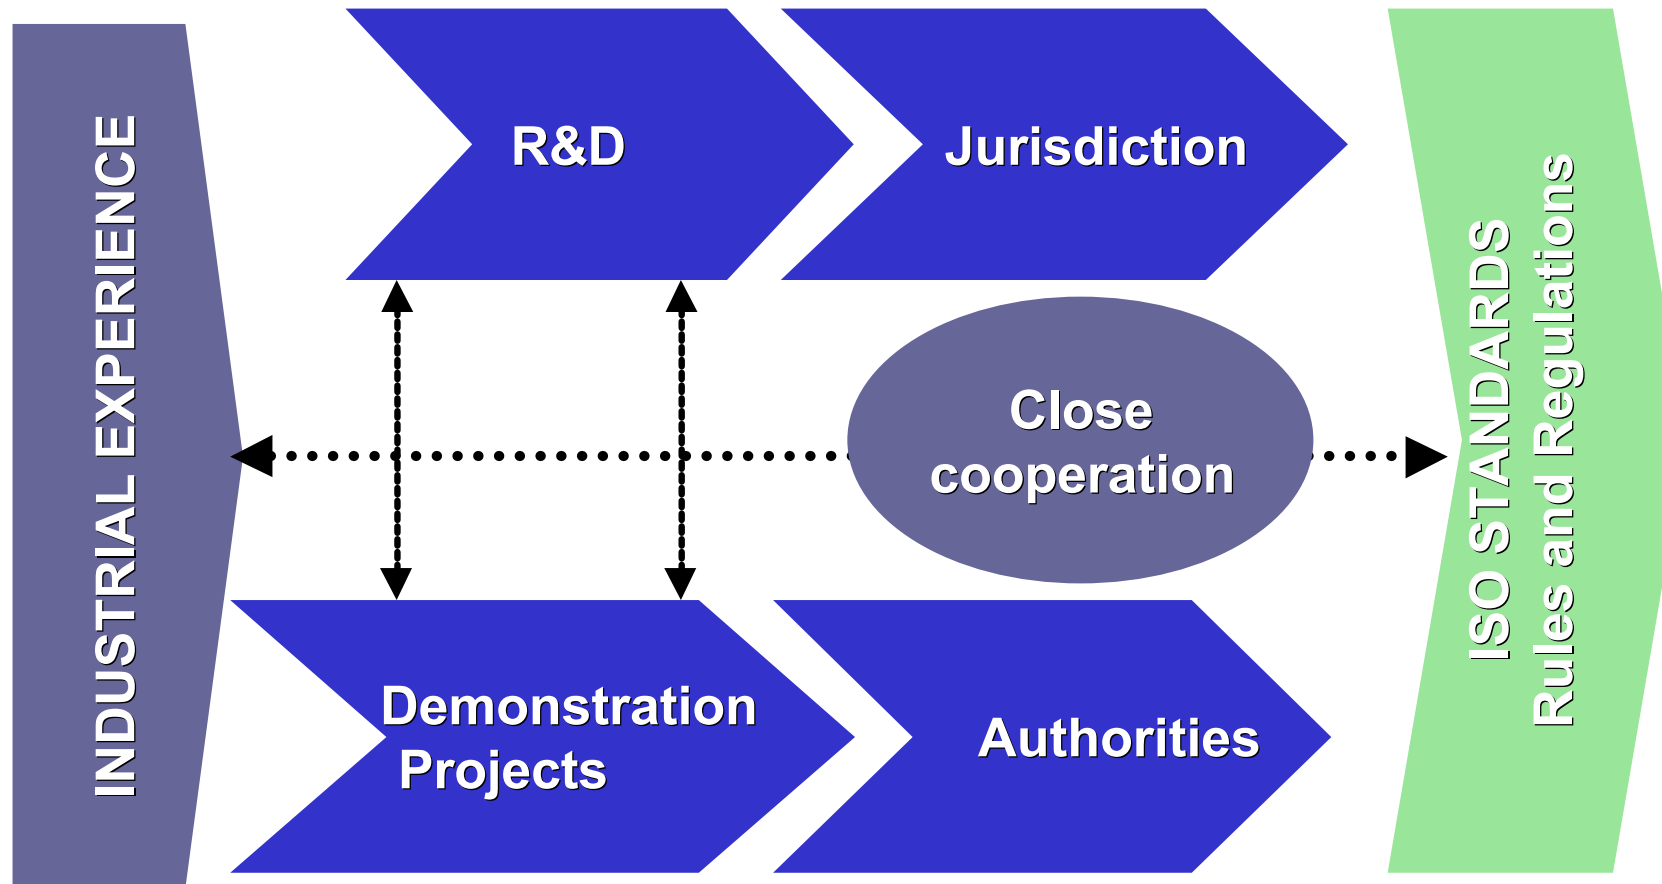 INDUSTRIAL EXPERIENCE
R&D
Jurisdiction
Close
cooperation
Demonstration
Projects
Authorities
ISO STANDARDS
Rules and Regulations